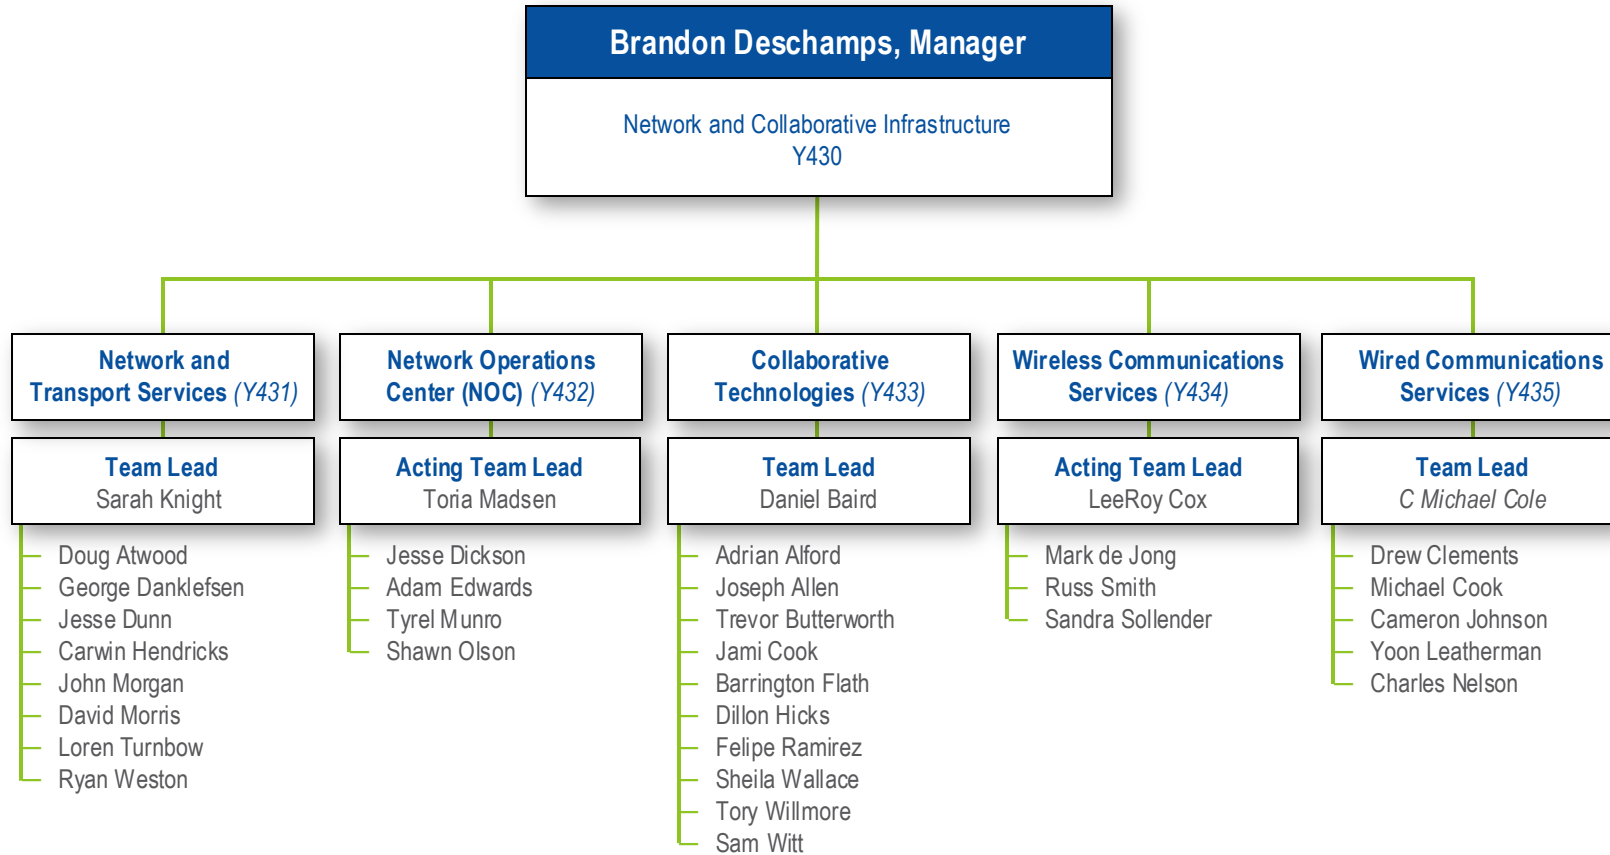 Brandon Deschamps, Manager
Network and Collaborative Infrastructure
Y430
Network and
Transport Services (Y431)
Team Lead
Sarah Knight
Doug Atwood
George Danklefsen
Jesse Dunn
Carwin Hendricks
John Morgan
David Morris
Loren Turnbow
Ryan Weston
Network Operations
Center (NOC) (Y432)
Acting Team Lead
Toria Madsen
Jesse Dickson
Adam Edwards
Tyrel Munro
Shawn Olson
Collaborative
Technologies (Y433)
Team Lead
Daniel Baird
Adrian Alford
Joseph Allen
Trevor Butterworth
Jami Cook
Barrington Flath
Dillon Hicks
Felipe Ramirez
Sheila Wallace
Tory Willmore
Sam Witt
Wireless Communications
Services (Y434)
Acting Team Lead
LeeRoy Cox
Mark de Jong
Russ Smith
Sandra Sollender
Wired Communications
Services (Y435)
Team Lead
C Michael Cole
Drew Clements
Michael Cook
Cameron Johnson
Yoon Leatherman
Charles Nelson